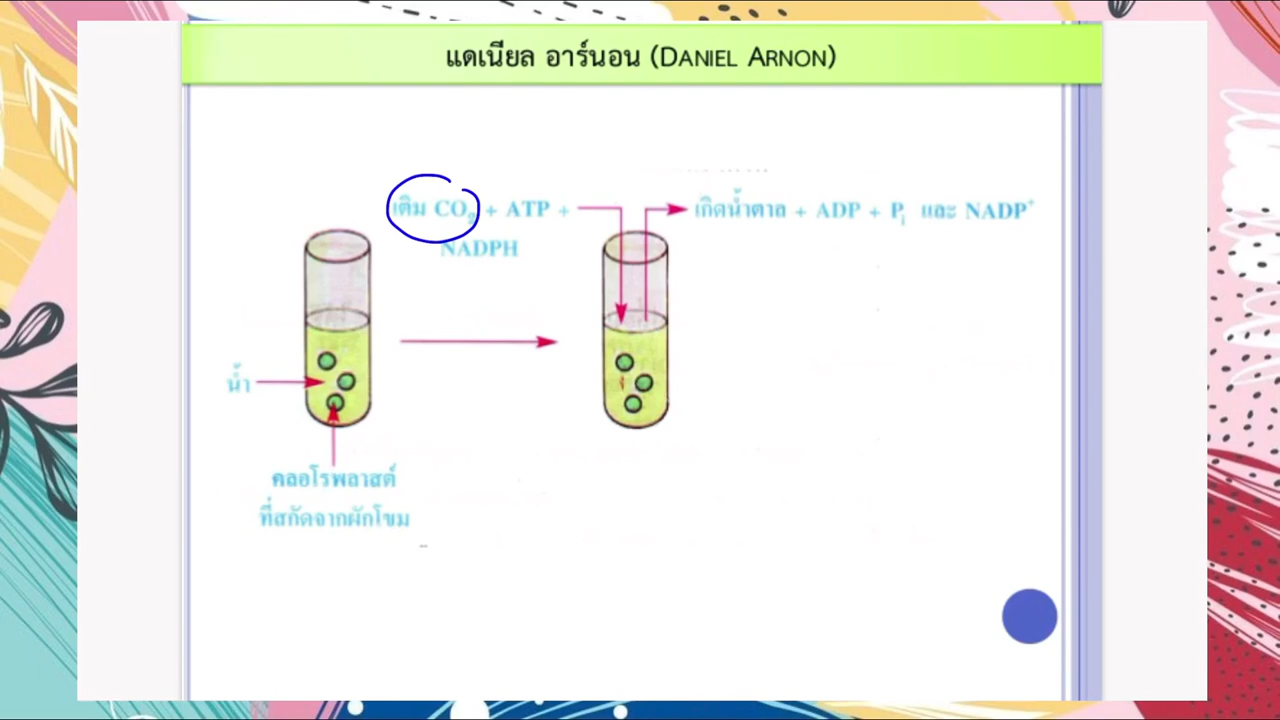 แดเนียล อาร์นอน (DANIEL ARNON)
เติม CO₂ + ATP +
NADPH
เกิดน้ำตาล + ADP + Pᵢ และ NADP⁺
น้ำ
คลอโรพลาสต์
ที่สกัดจากผักโขม